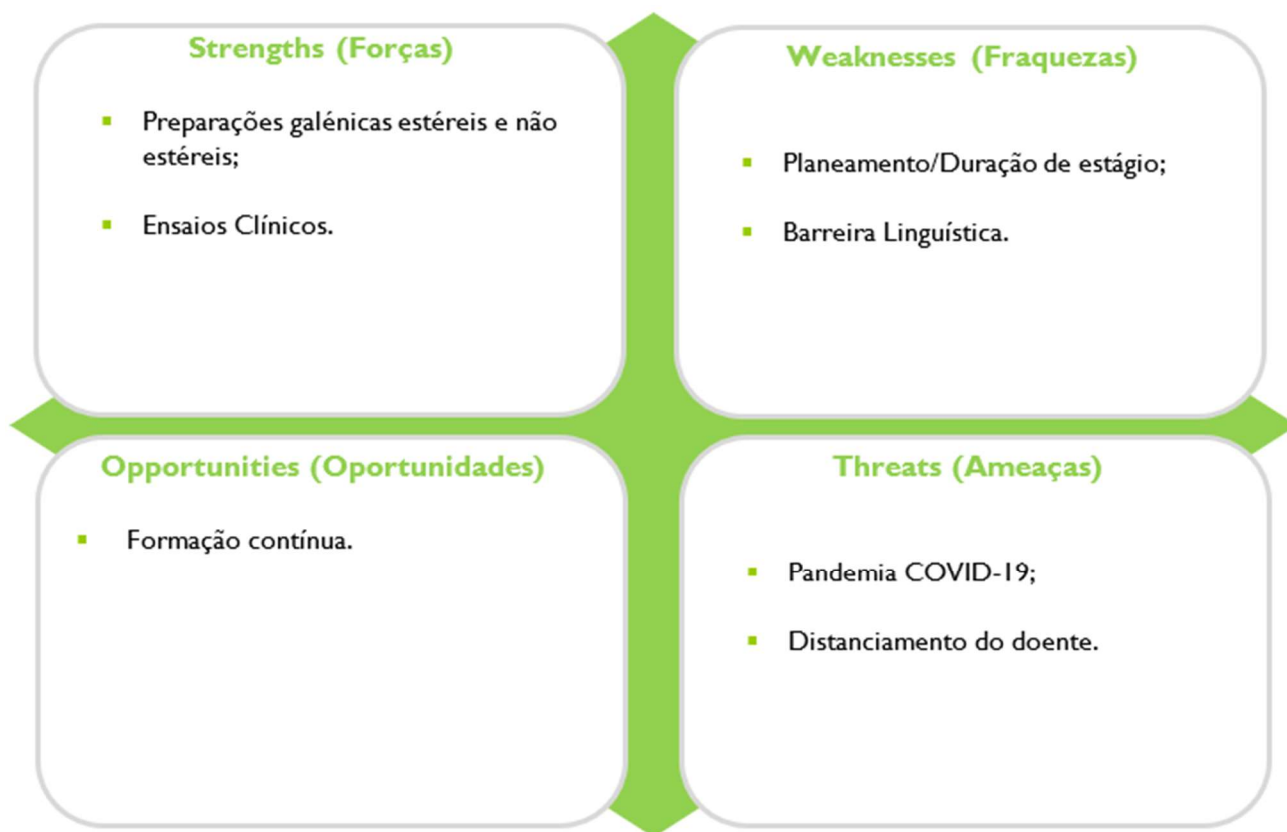 Strengths (Forças)
▪ Preparações galénicas estéreis e não
estéreis;
▪ Ensaios Clínicos.
Weaknesses (Fraquezas)
▪ Planeamento/Duração de estágio;
▪ Barreira Linguística.
Opportunities (Oportunidades)
▪ Formação contínua.
Threats (Ameaças)
▪ Pandemia COVID-19;
▪ Distanciamento do doente.